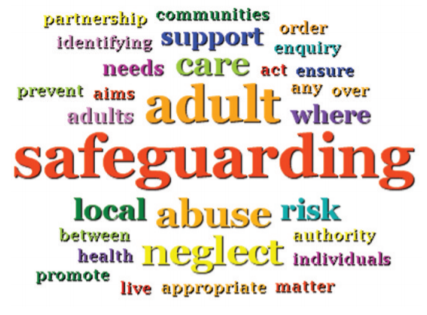 partnership communities
order
identifying support enquiry
needs care act ensure
prevent aims any over
adults adult where
safeguarding
local abuse risk
between neglect authority
health individuals
promote
live appropriate matter